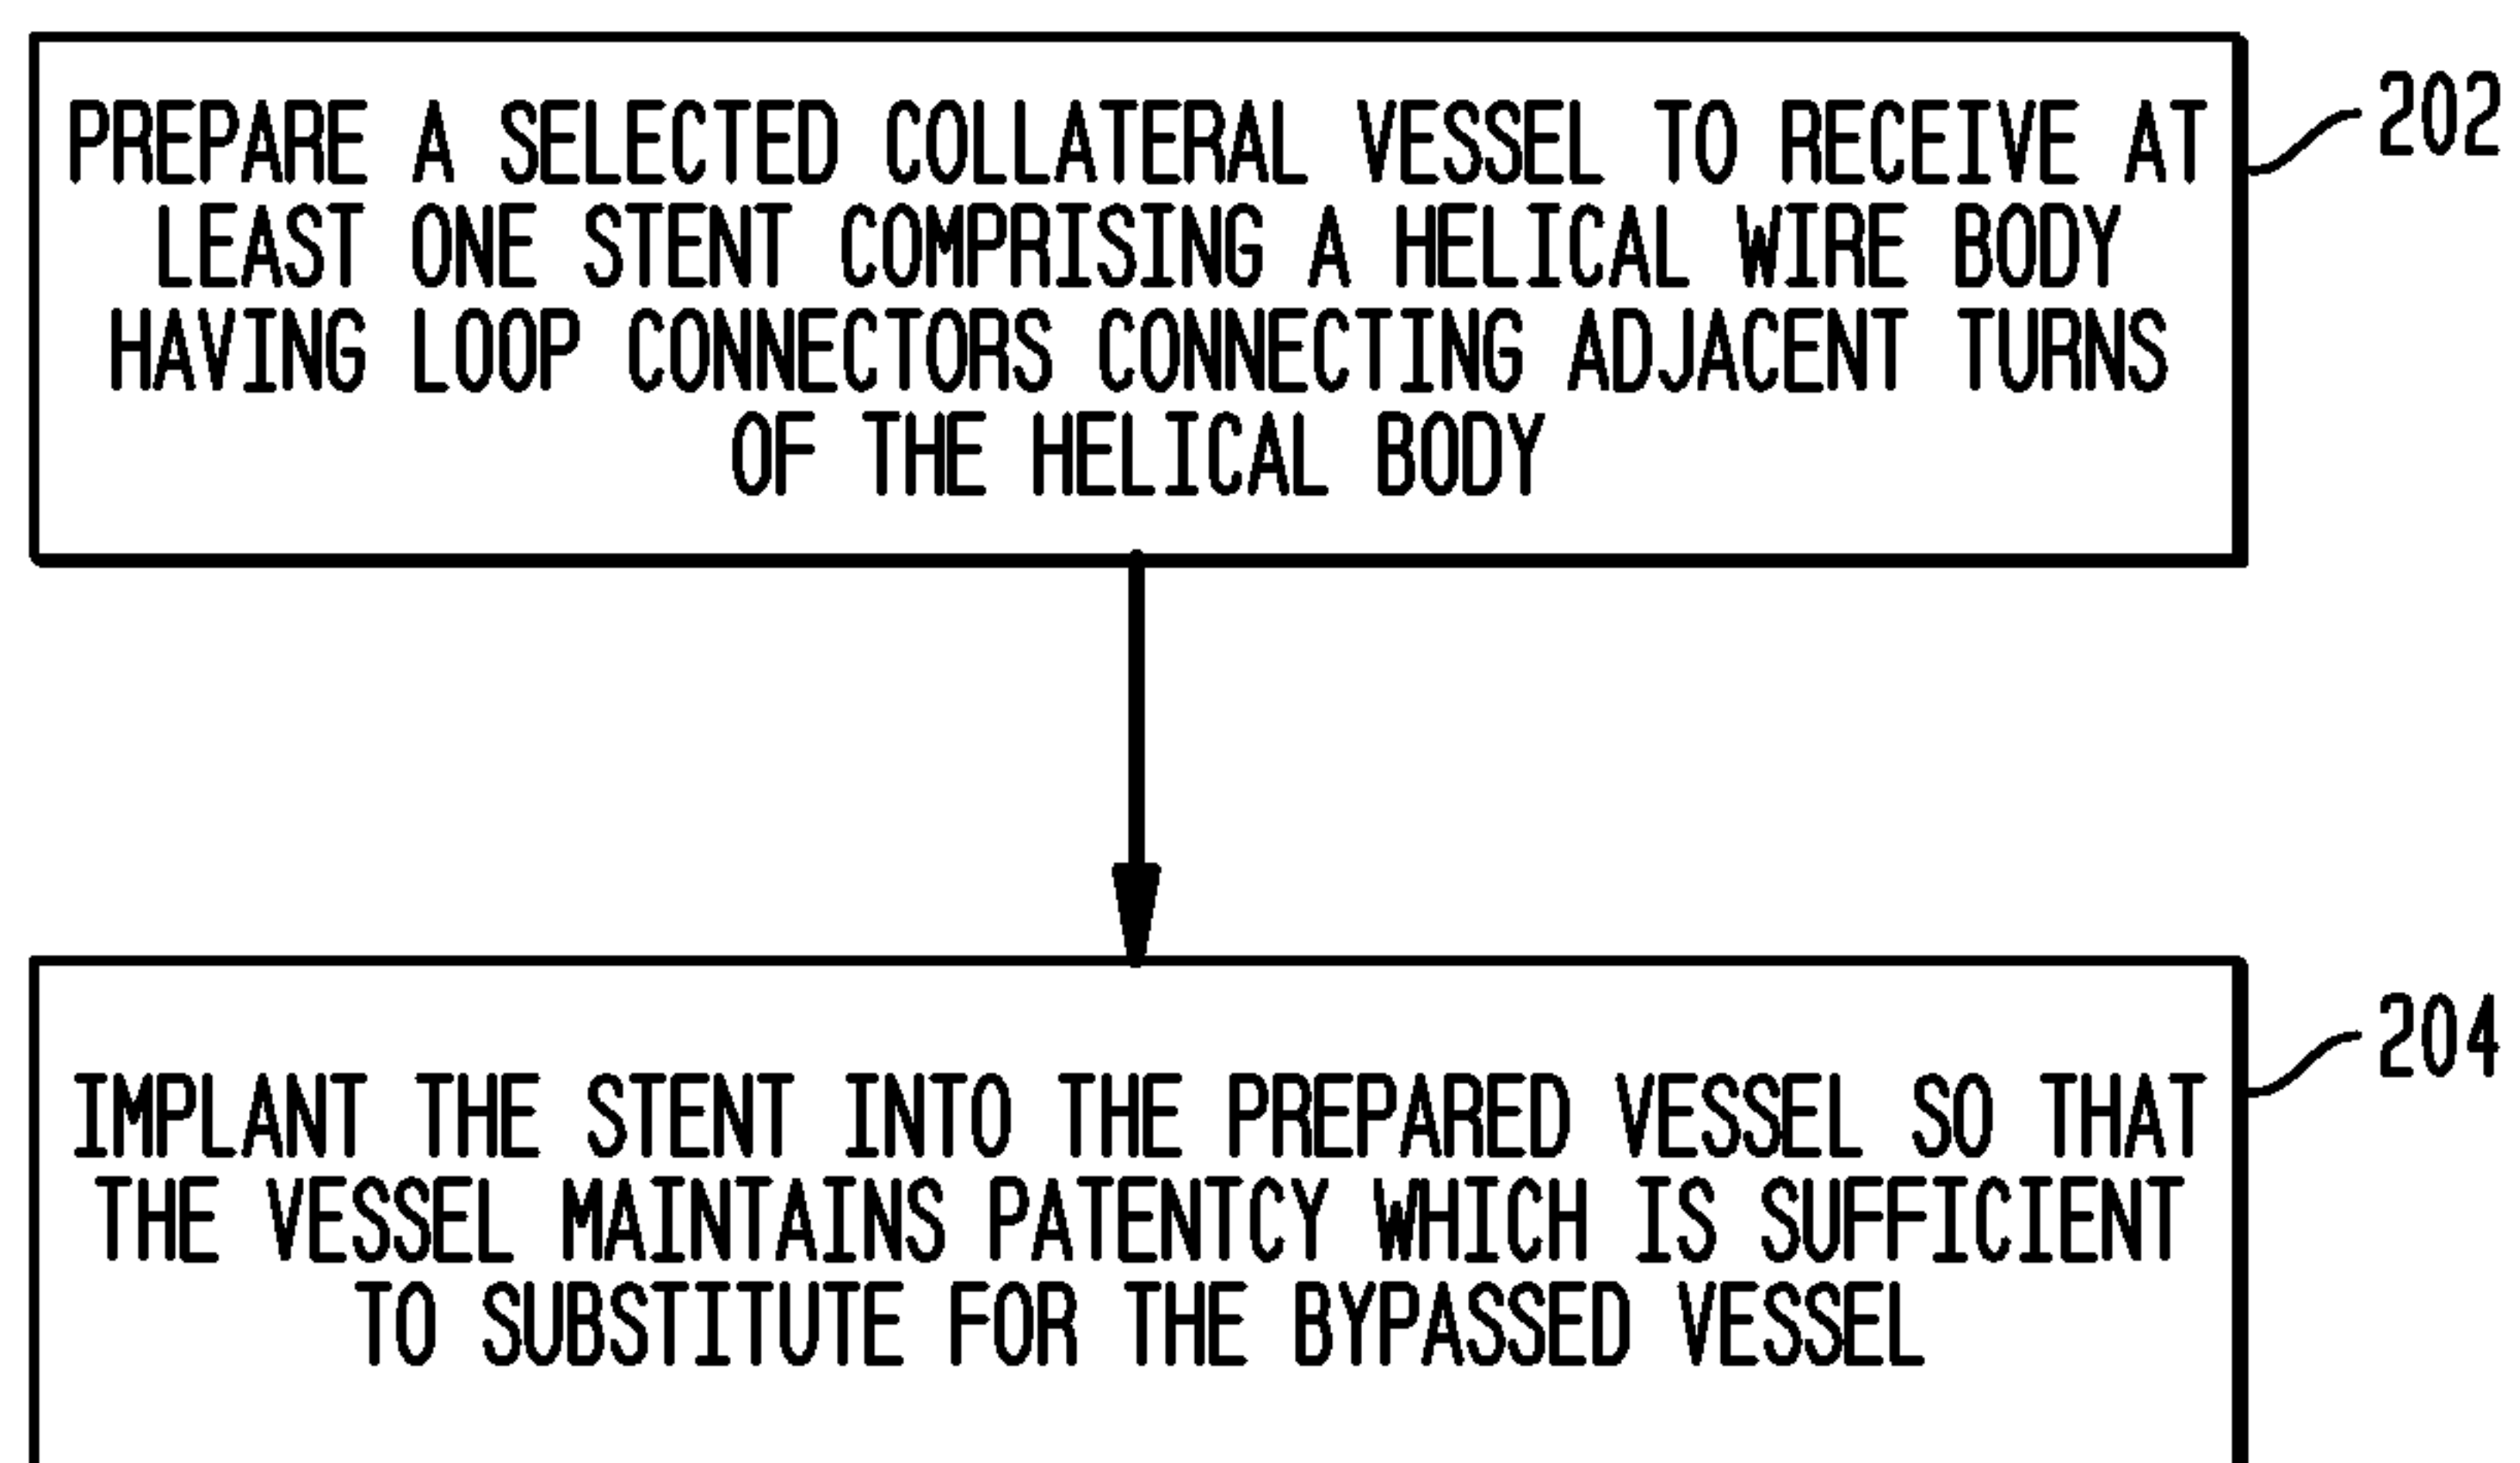 PREPARE A SELECTED COLLATERAL VESSEL TO RECEIVE AT
LEAST ONE STENT COMPRISING A HELICAL WIRE BODY
HAVING LOOP CONNECTORS CONNECTING ADJACENT TURNS
OF THE HELICAL BODY
202
IMPLANT THE STENT INTO THE PREPARED VESSEL SO THAT
THE VESSEL MAINTAINS PATENTCY WHICH IS SUFFICIENT
TO SUBSTITUTE FOR THE BYPASSED VESSEL
204